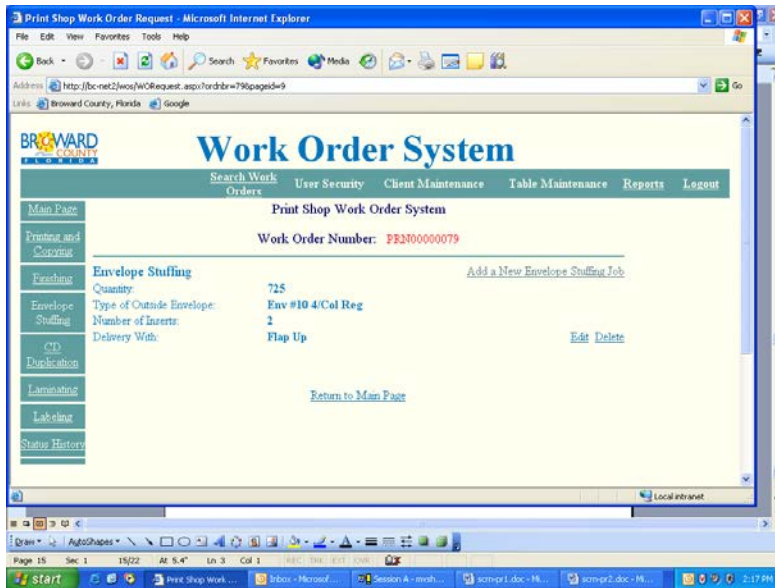 Print Shop Work Order Request - Microsoft Internet Explorer
File Edit View Favorites Tools Help
Back Search Favorites Media
Address http://bc-net2/wos/WORequest.aspx?ordnbr=79&pageid=9 Go
Links Broward County, Florida Google
BROWARD COUNTY FLORIDA
Work Order System
Search Work Orders User Security Client Maintenance Table Maintenance Reports Logout
Main Page
Printing and Copying
Finishing
Envelope Stuffing
CD Duplication
Laminating
Labeling
Status History
Print Shop Work Order System
Work Order Number: PRN00000079
Envelope Stuffing Add a New Envelope Stuffing Job
Quantity: 725
Type of Outside Envelope: Env #10 4/Col Reg
Number of Inserts: 2
Delivery With: Flap Up Edit Delete
Return to Main Page
Local intranet
Draw AutoShapes
Page 15 Sec 1 15/22 At 5.4" Ln 3 Col 1 REC TRK EXT OVR
start Print Shop Work ... Inbox - Microsof... Session A - mvsh... scrn-pr1.doc - Mi... scrn-pr2.doc - Mi... 2:17 PM